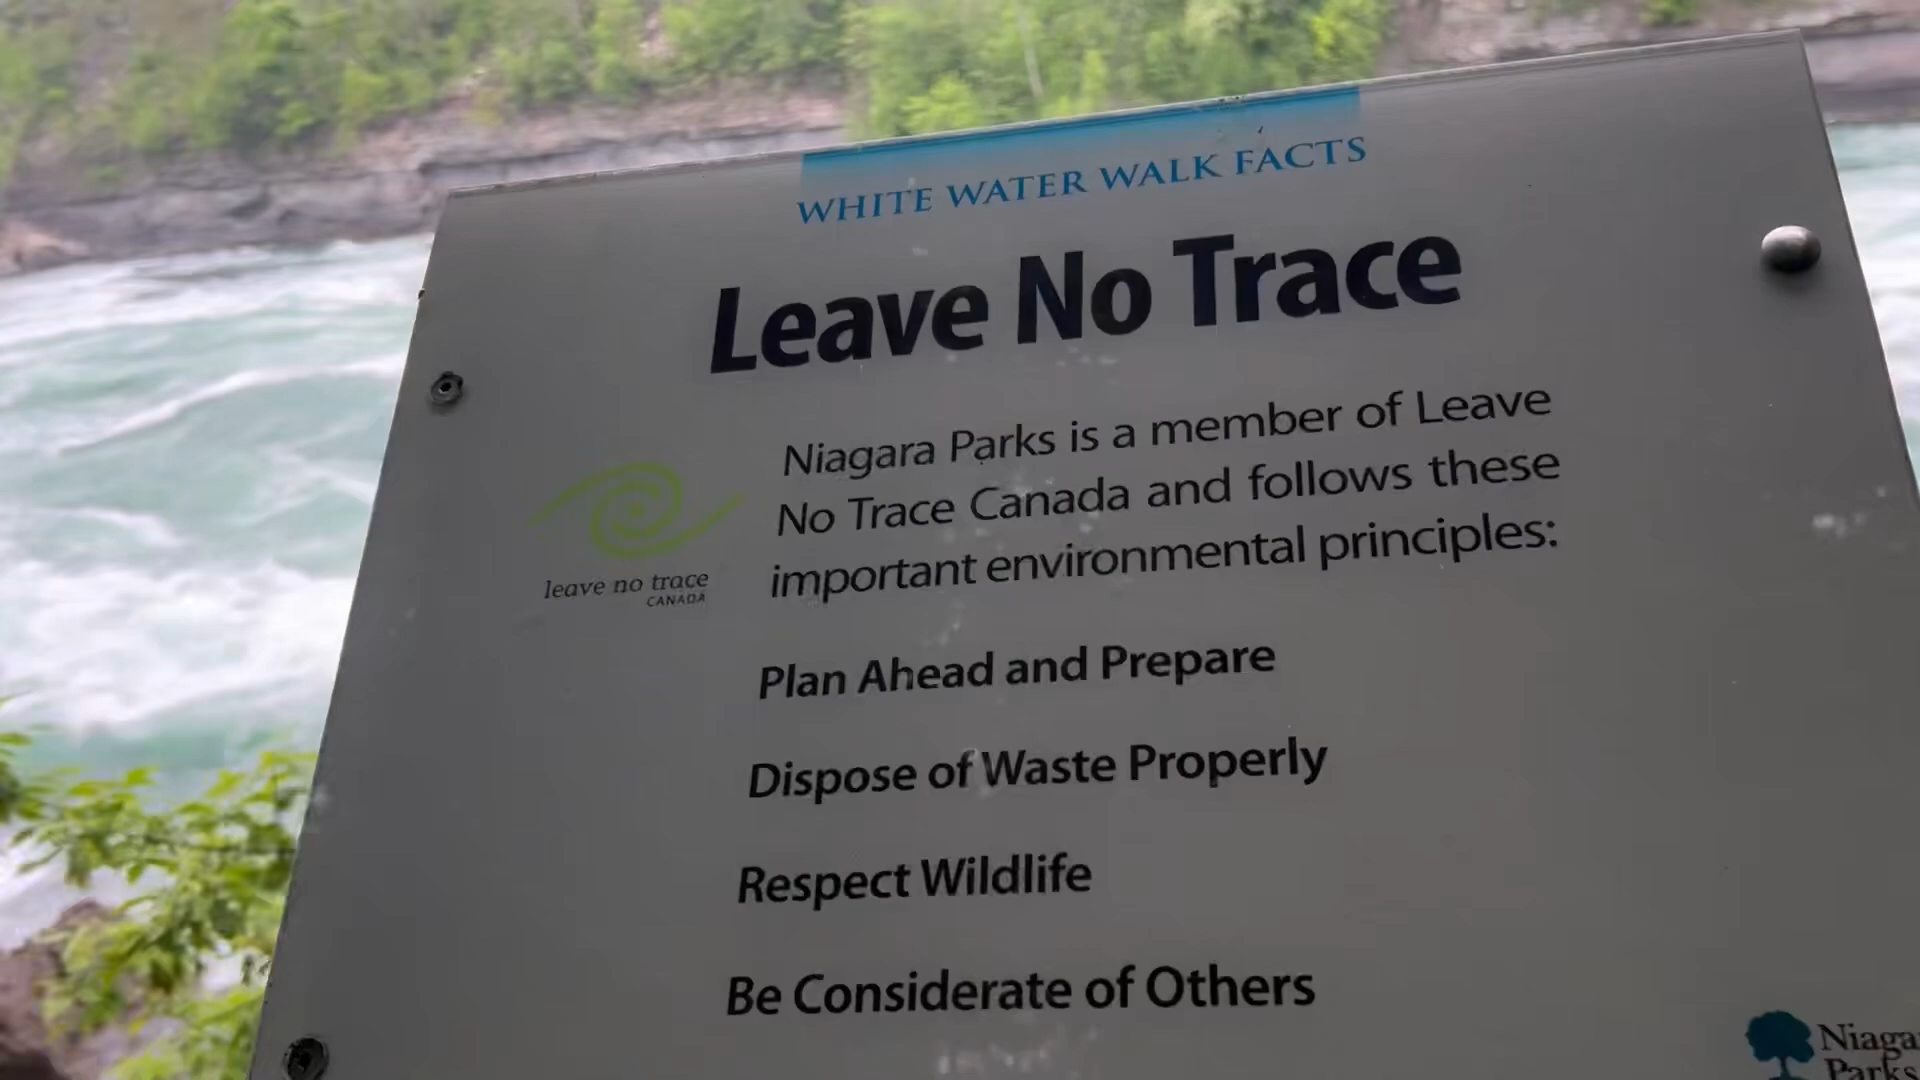 WHITE WATER WALK FACTS
Leave No Trace
Niagara Parks is a member of Leave
No Trace Canada and follows these
important environmental principles:
leave no trace
CANADA
Plan Ahead and Prepare
Dispose of Waste Properly
Respect Wildlife
Be Considerate of Others
Niaga
Parks